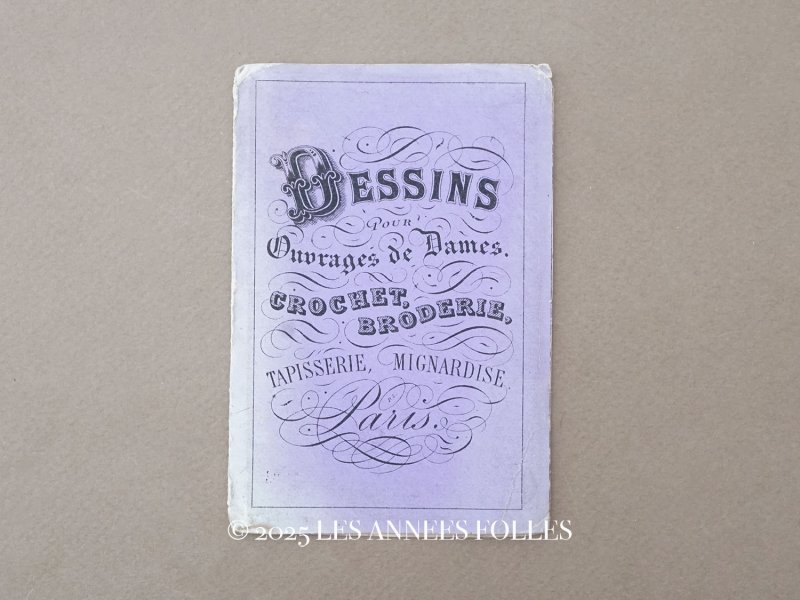 DESSINS
POUR
Ouvrages de Dames.
CROCHET,
BRODERIE,
TAPISSERIE, MIGNARDISE
Paris.
© 2025 LES ANNEES FOLLES